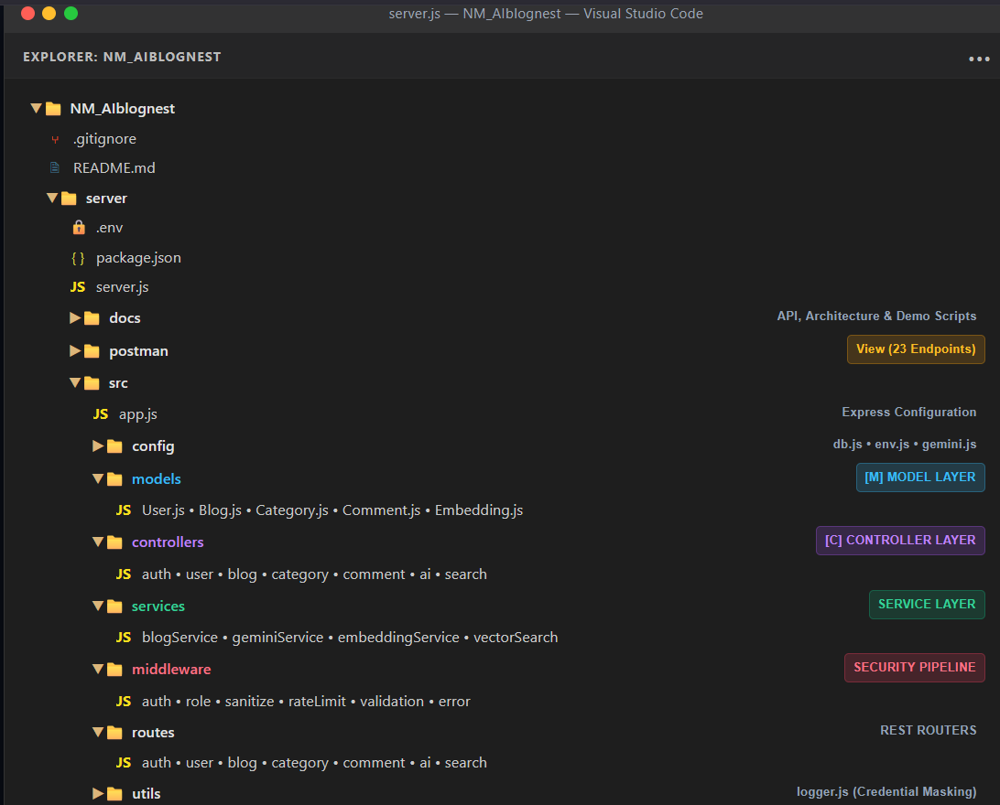 server.js — NM_AIblognest — Visual Studio Code
EXPLORER: NM_AIBLOGNEST
NM_AIblognest
.gitignore
README.md
server
.env
{ } package.json
JS server.js
docs API, Architecture & Demo Scripts
postman View (23 Endpoints)
src
JS app.js Express Configuration
config db.js • env.js • gemini.js
models [M] MODEL LAYER
JS User.js • Blog.js • Category.js • Comment.js • Embedding.js
controllers [C] CONTROLLER LAYER
JS auth • user • blog • category • comment • ai • search
services SERVICE LAYER
JS blogService • geminiService • embeddingService • vectorSearch
middleware SECURITY PIPELINE
JS auth • role • sanitize • rateLimit • validation • error
routes REST ROUTERS
JS auth • user • blog • category • comment • ai • search
utils logger.js (Credential Masking)